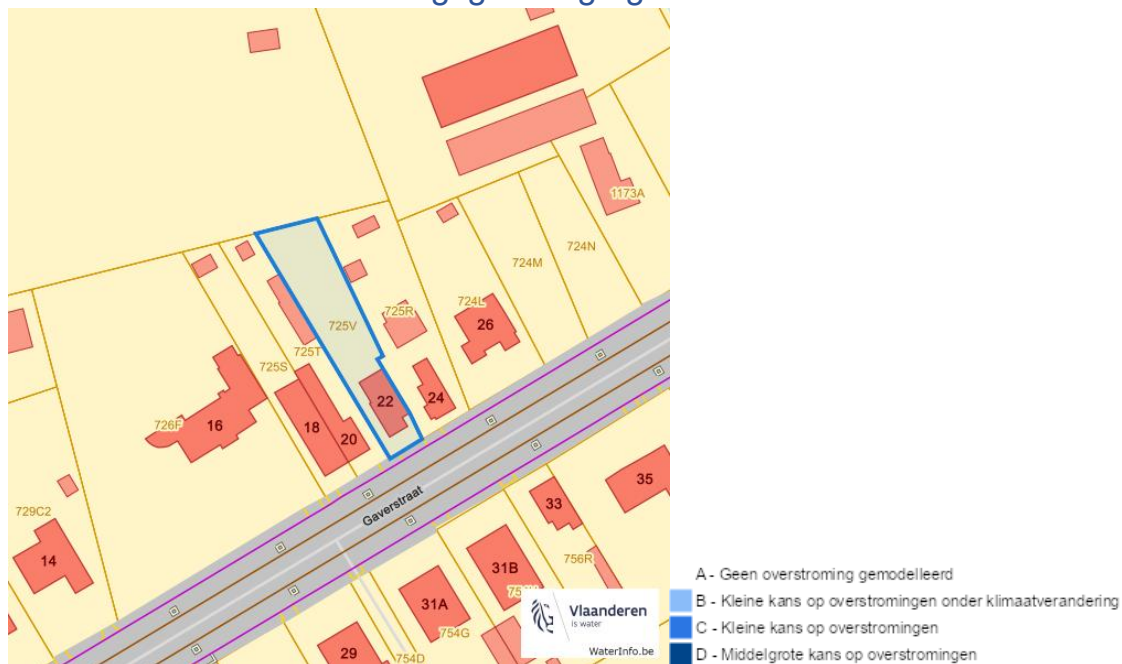 1173A
724N
724M
724L
26
725R
725V
725T
725S
24
22
726F
16
18
20
Gaverstraat
729C2
14
35
33
756R
31B
31A
754G
754D
29
Vlaanderen
is water
WaterInfo.be
A - Geen overstroming gemodelleerd
B - Kleine kans op overstromingen onder klimaatverandering
C - Kleine kans op overstromingen
D - Middelgrote kans op overstromingen